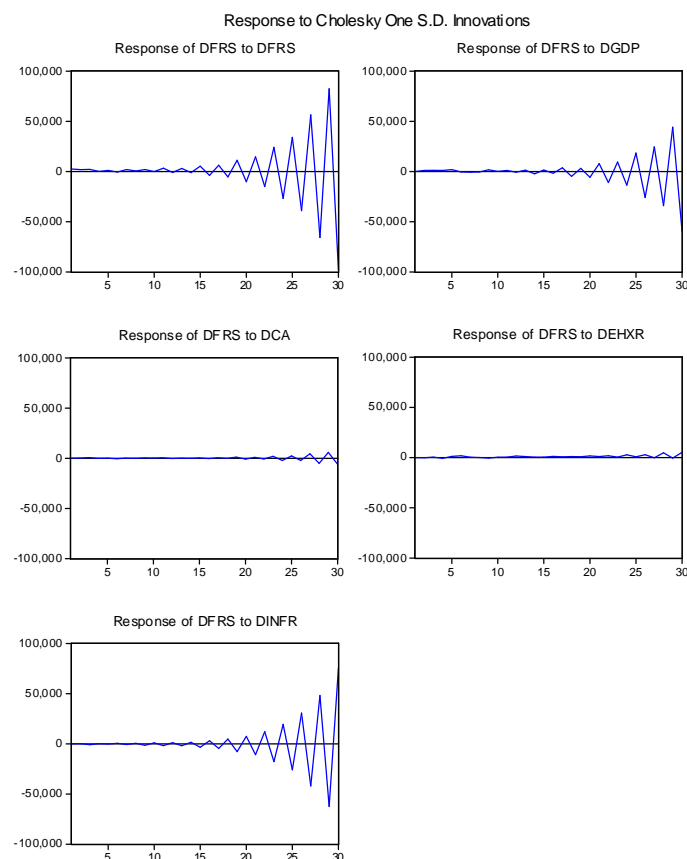 Response to Cholesky One S.D. Innovations
Response of DFRS to DFRS
100,000
50,000
0
-50,000
-100,000
5 10 15 20 25 30
Response of DFRS to DGDP
100,000
50,000
0
-50,000
-100,000
5 10 15 20 25 30
Response of DFRS to DCA
100,000
50,000
0
-50,000
-100,000
5 10 15 20 25 30
Response of DFRS to DEHXR
100,000
50,000
0
-50,000
-100,000
5 10 15 20 25 30
Response of DFRS to DINFR
100,000
50,000
0
-50,000
-100,000
5 10 15 20 25 30